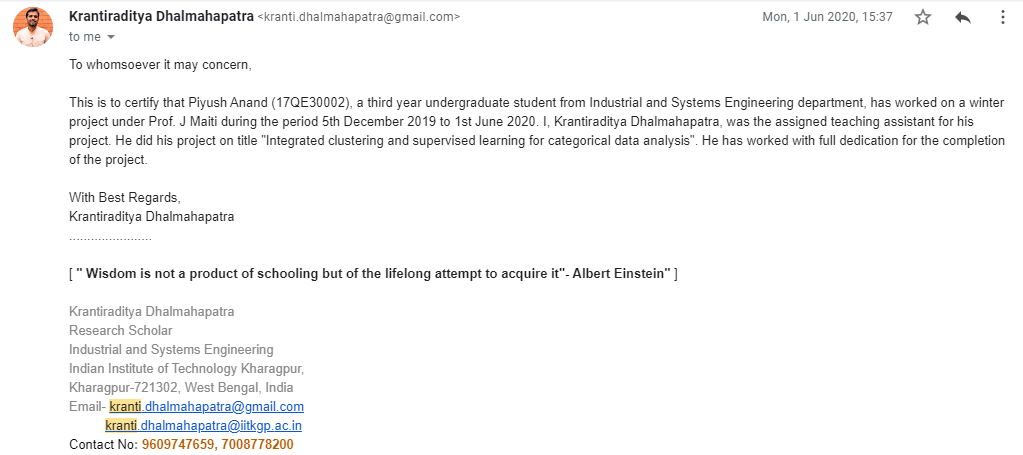 Krantiraditya Dhalmahapatra <kranti.dhalmahapatra@gmail.com>
Mon, 1 Jun 2020, 15:37
to me
To whomsoever it may concern,
This is to certify that Piyush Anand (17QE30002), a third year undergraduate student from Industrial and Systems Engineering department, has worked on a winter
project under Prof. J Maiti during the period 5th December 2019 to 1st June 2020. I, Krantiraditya Dhalmahapatra, was the assigned teaching assistant for his
project. He did his project on title "Integrated clustering and supervised learning for categorical data analysis". He has worked with full dedication for the completion
of the project.
With Best Regards,
Krantiraditya Dhalmahapatra
.......................
[ " Wisdom is not a product of schooling but of the lifelong attempt to acquire it"- Albert Einstein" ]
Krantiraditya Dhalmahapatra
Research Scholar
Industrial and Systems Engineering
Indian Institute of Technology Kharagpur,
Kharagpur-721302, West Bengal, India
Email- kranti.dhalmahapatra@gmail.com
kranti.dhalmahapatra@iitkgp.ac.in
Contact No: 9609747659, 7008778200